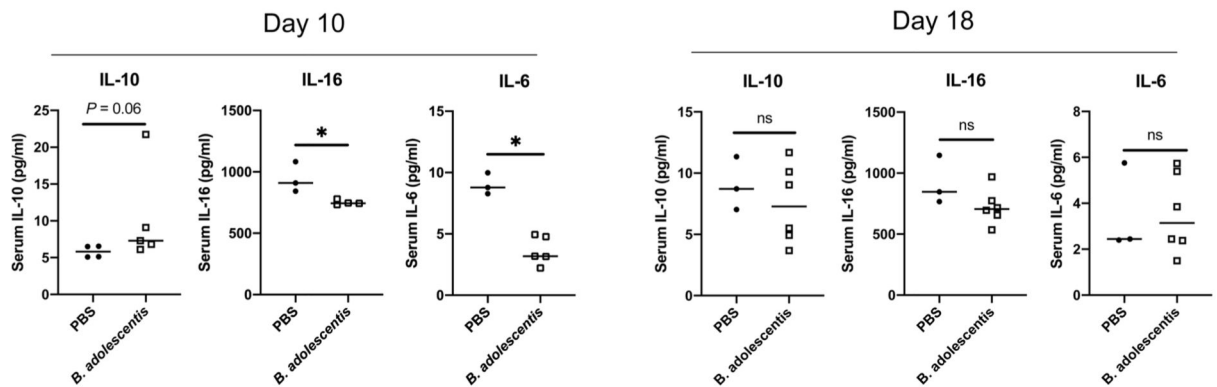 Day 10
IL-10
P = 0.06
Serum IL-10 (pg/ml)
25
20
15
10
5
0
PBS
B. adolescentis
IL-16
*
Serum IL-16 (pg/ml)
1500
1000
500
0
PBS
B. adolescentis
IL-6
*
Serum IL-6 (pg/ml)
15
10
5
0
PBS
B. adolescentis
Day 18
IL-10
ns
Serum IL-10 (pg/ml)
15
10
5
0
PBS
B. adolescentis
IL-16
ns
Serum IL-16 (pg/ml)
1500
1000
500
0
PBS
B. adolescentis
IL-6
ns
Serum IL-6 (pg/ml)
8
6
4
2
0
PBS
B. adolescentis